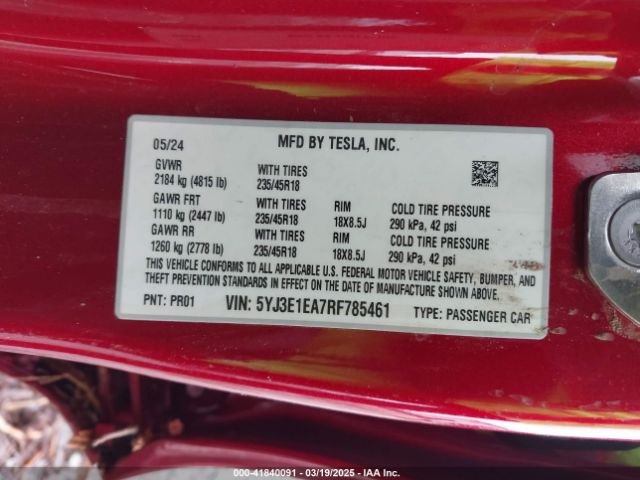 05/24 MFD BY TESLA, INC.
GVWR WITH TIRES
2184 kg (4815 lb) 235/45R18
GAWR FRT WITH TIRES RIM COLD TIRE PRESSURE
1110 kg (2447 lb) 235/45R18 18X8.5J 290 kPa, 42 psi
GAWR RR WITH TIRES RIM COLD TIRE PRESSURE
1260 kg (2778 lb) 235/45R18 18X8.5J 290 kPa, 42 psi
THIS VEHICLE CONFORMS TO ALL APPLICABLE U.S. FEDERAL MOTOR VEHICLE SAFETY, BUMPER, AND
THEFT PREVENTION STANDARDS IN EFFECT ON THE DATE OF MANUFACTURE SHOWN ABOVE.
PNT: PR01 VIN: 5YJ3E1EA7RF785461 TYPE: PASSENGER CAR
000-41840091 - 03/19/2025 - IAA Inc.